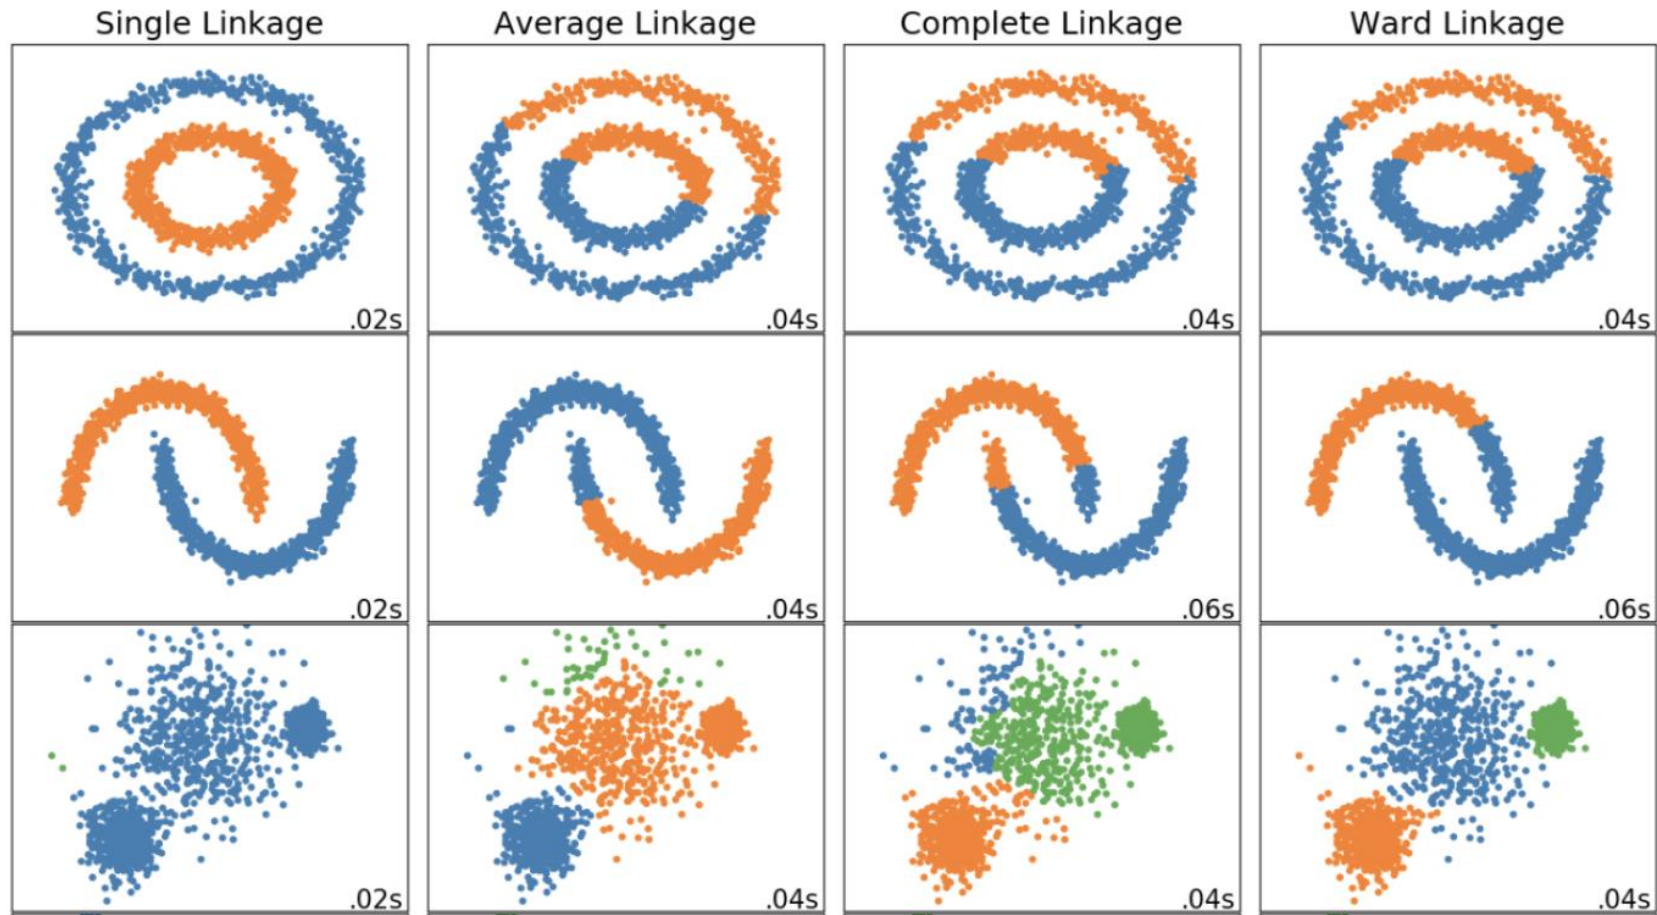 Single Linkage
Average Linkage
Complete Linkage
Ward Linkage
.02s
.04s
.04s
.04s
.02s
.04s
.06s
.06s
.02s
.04s
.04s
.04s